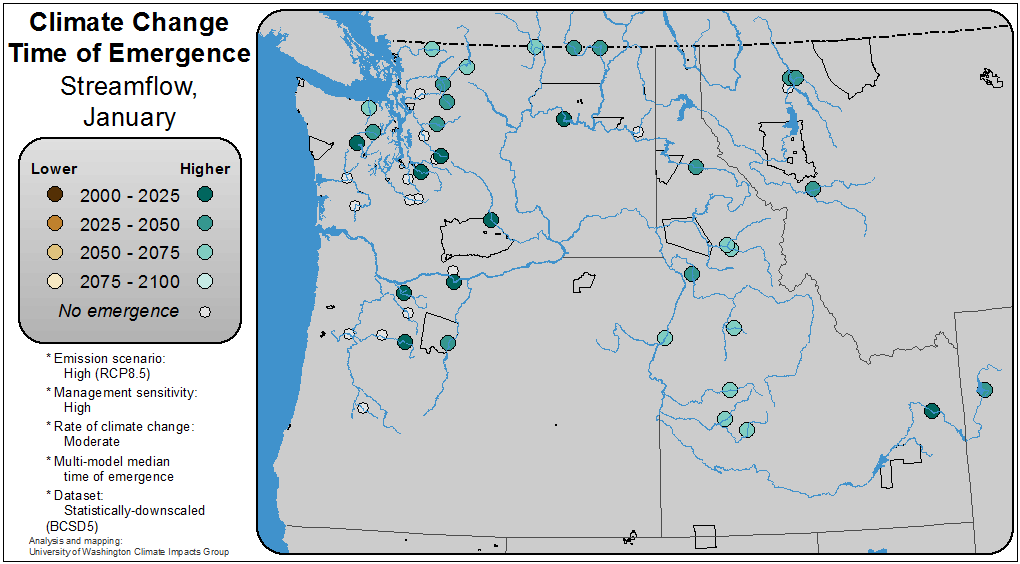 Climate Change
Time of Emergence
Streamflow,
January
Lower Higher
2000 - 2025
2025 - 2050
2050 - 2075
2075 - 2100
No emergence
* Emission scenario:
High (RCP8.5)
* Management sensitivity:
High
* Rate of climate change:
Moderate
* Multi-model median
time of emergence
* Dataset:
Statistically-downscaled
(BCSD5)
Analysis and mapping:
University of Washington Climate Impacts Group